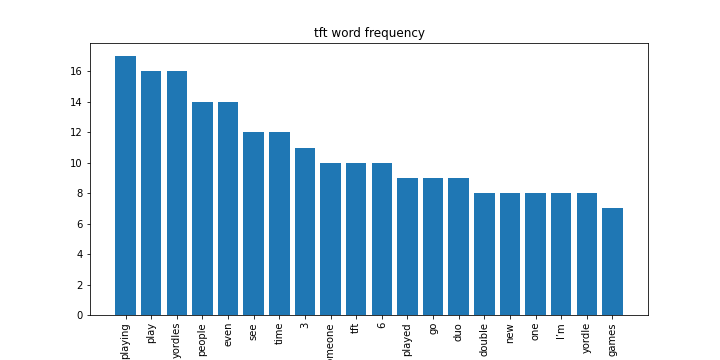 tft word frequency
16
14
12
10
8
6
4
2
0
playing
play
yordles
people
even
see
time
3
omeone
tft
6
played
go
duo
double
new
one
I'm
yordle
games